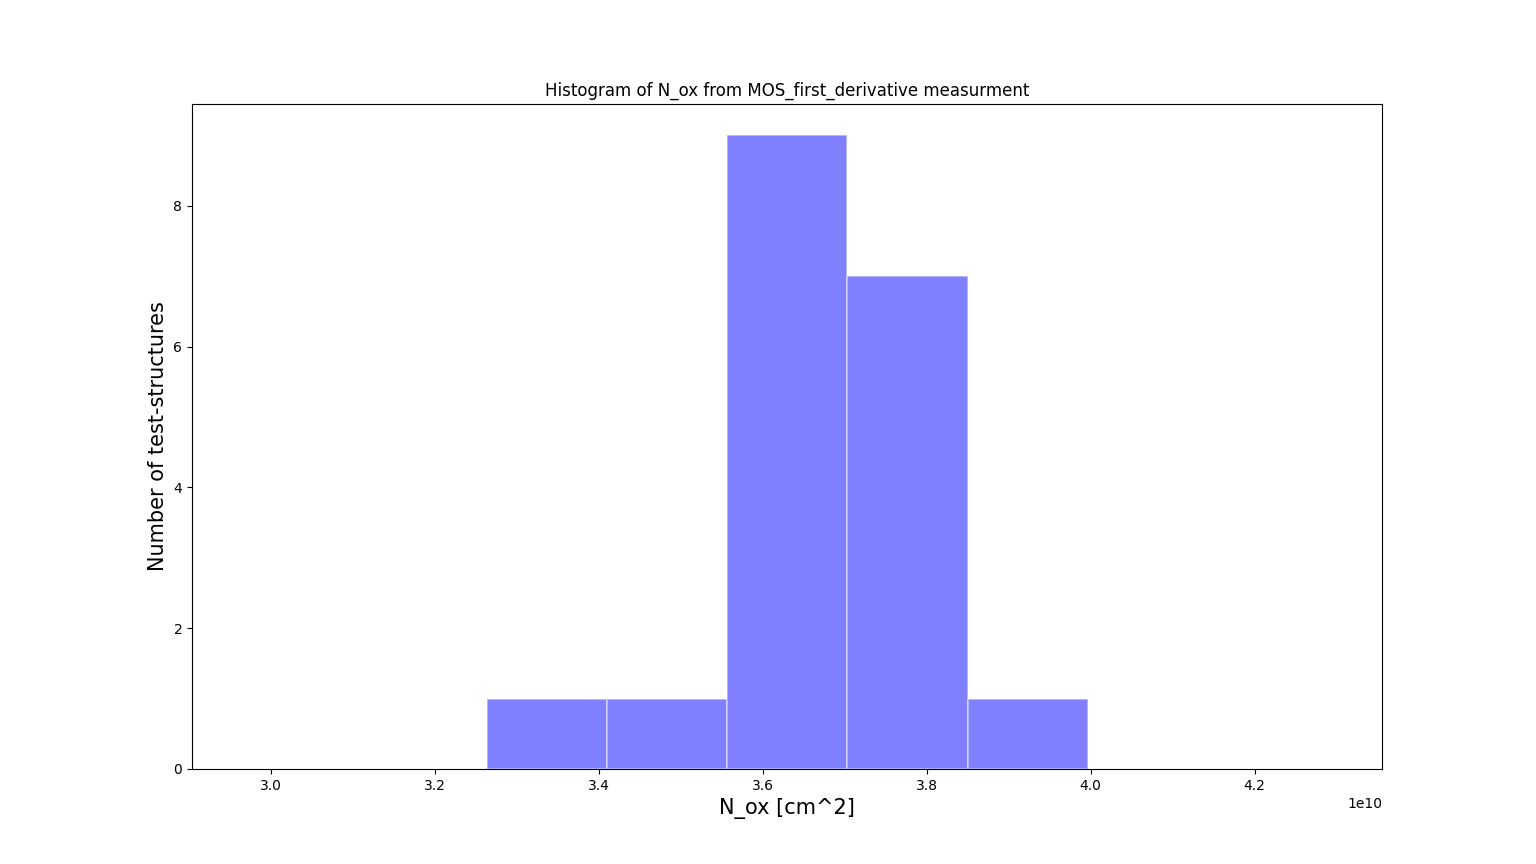 Histogram of N_ox from MOS_first_derivative measurment
8
6
4
2
0
Number of test-structures
3.0 3.2 3.4 3.6 3.8 4.0 4.2
1e10
N_ox [cm^2]